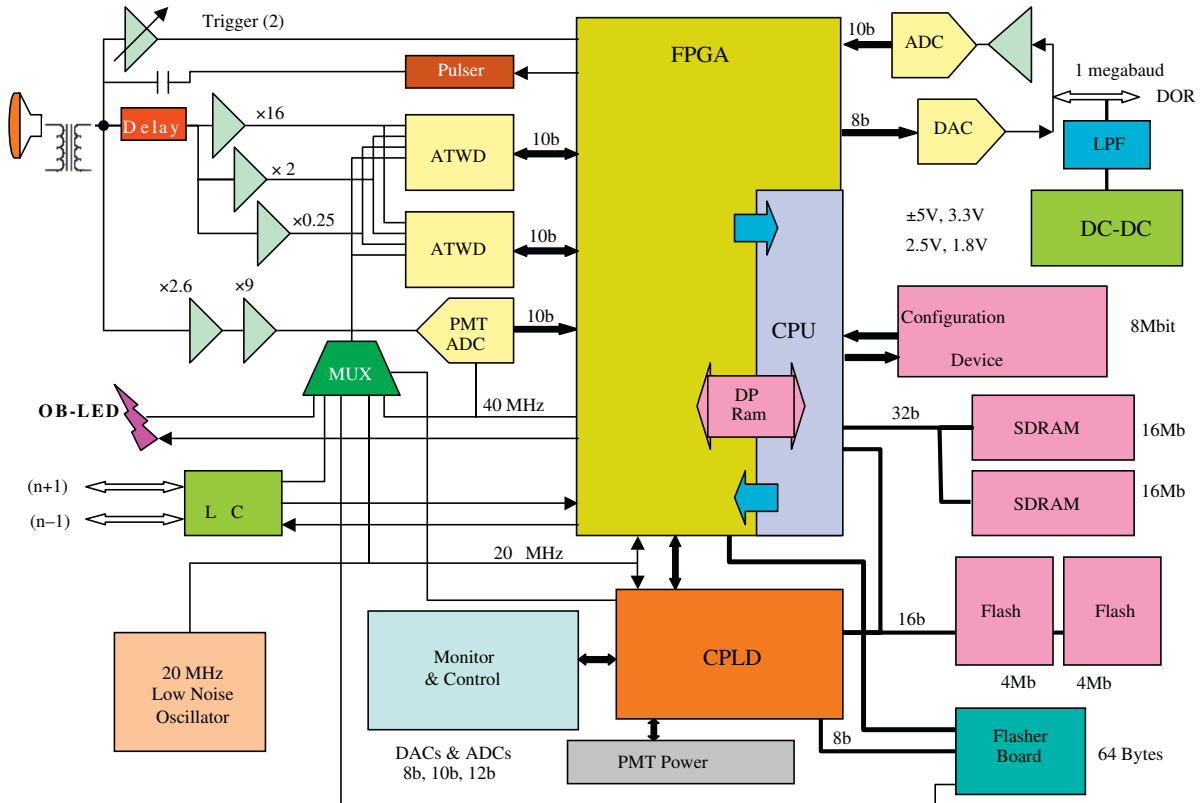 Trigger (2)
FPGA
10b
ADC
1 megabaud
DOR
Pulser
Delay
×16
ATWD
10b
8b
DAC
LPF
× 2
×0.25
ATWD
10b
±5V, 3.3V
2.5V, 1.8V
DC-DC
×2.6
×9
PMT
ADC
10b
CPU
Configuration
Device
8Mbit
MUX
OB-LED
40 MHz
DP
Ram
32b
SDRAM
16Mb
SDRAM
16Mb
(n+1)
(n–1)
L C
20 MHz
20 MHz
Low Noise
Oscillator
Monitor
& Control
CPLD
16b
Flash
Flash
4Mb
4Mb
DACs & ADCs
8b, 10b, 12b
PMT Power
8b
Flasher
Board
64 Bytes